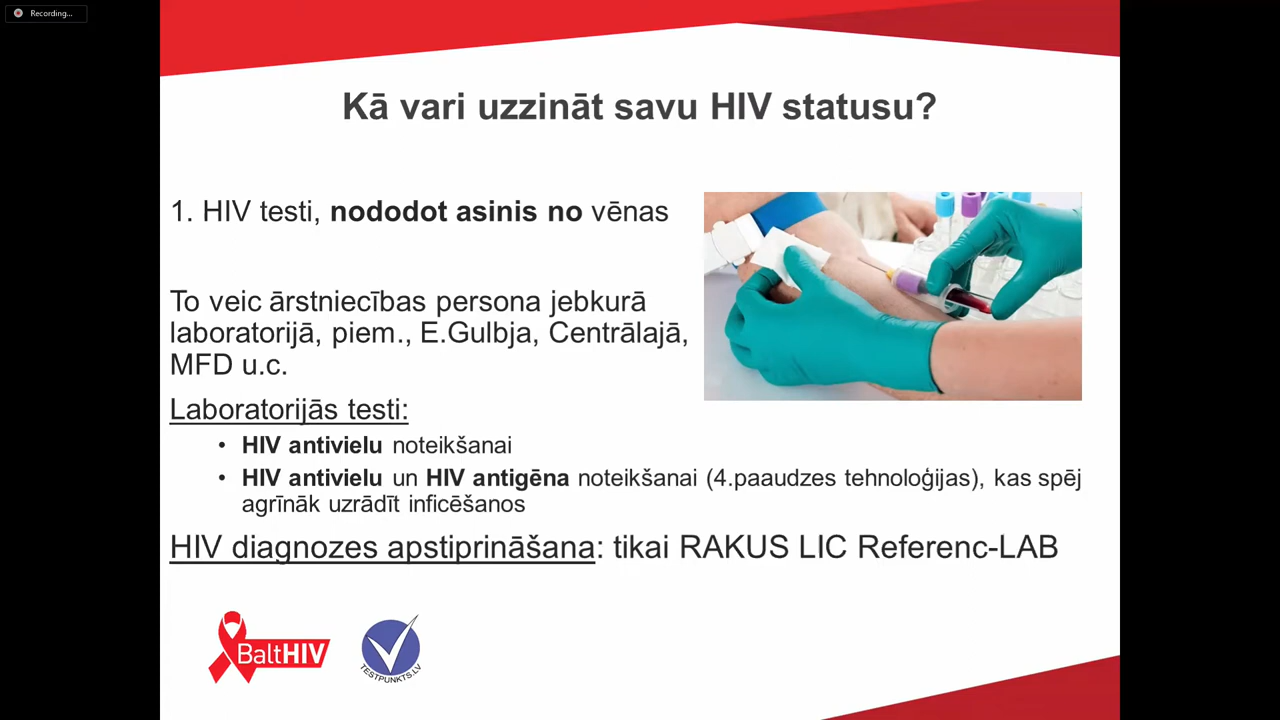 Recording...
Kā vari uzzināt savu HIV statusu?
1. HIV testi, nododot asinis no vēnas
To veic ārstniecības persona jebkurā
laboratorijā, piem., E.Gulbja, Centrālajā,
MFD u.c.
Laboratorijās testi:
• HIV antivielu noteikšanai
• HIV antivielu un HIV antigēna noteikšanai (4.paaudzes tehnoloģijas), kas spēj
agrīnāk uzrādīt inficēšanos
HIV diagnozes apstiprināšana: tikai RAKUS LIC Referenc-LAB
BaltHIV
TESTPUNKTS.LV